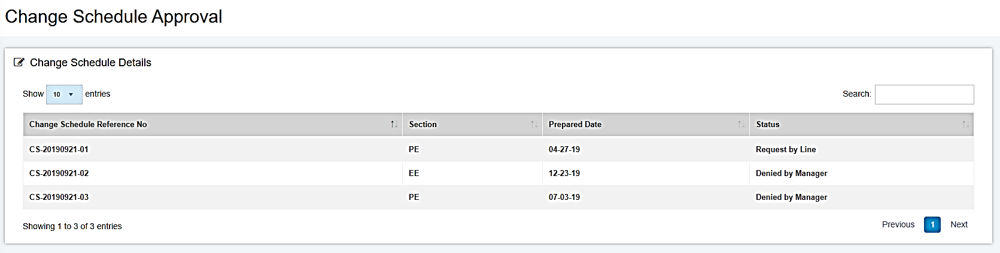 Change Schedule Approval
Change Schedule Details
Show 10 entries Search:
Change Schedule Reference No Section Prepared Date Status
CS-20190921-01 PE 04-27-19 Request by Line
CS-20190921-02 EE 12-23-19 Denied by Manager
CS-20190921-03 PE 07-03-19 Denied by Manager
Showing 1 to 3 of 3 entries Previous 1 Next